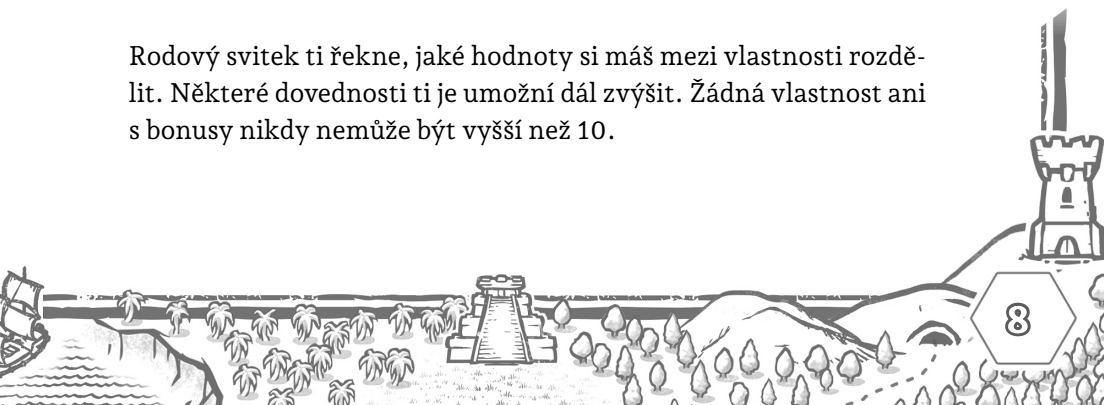 Rodový svitek ti řekne, jaké hodnoty si máš mezi vlastnosti rozdě-
lit. Některé dovednosti ti je umožní dál zvýšit. Žádná vlastnost ani
s bonusy nikdy nemůže být vyšší než 10.
8